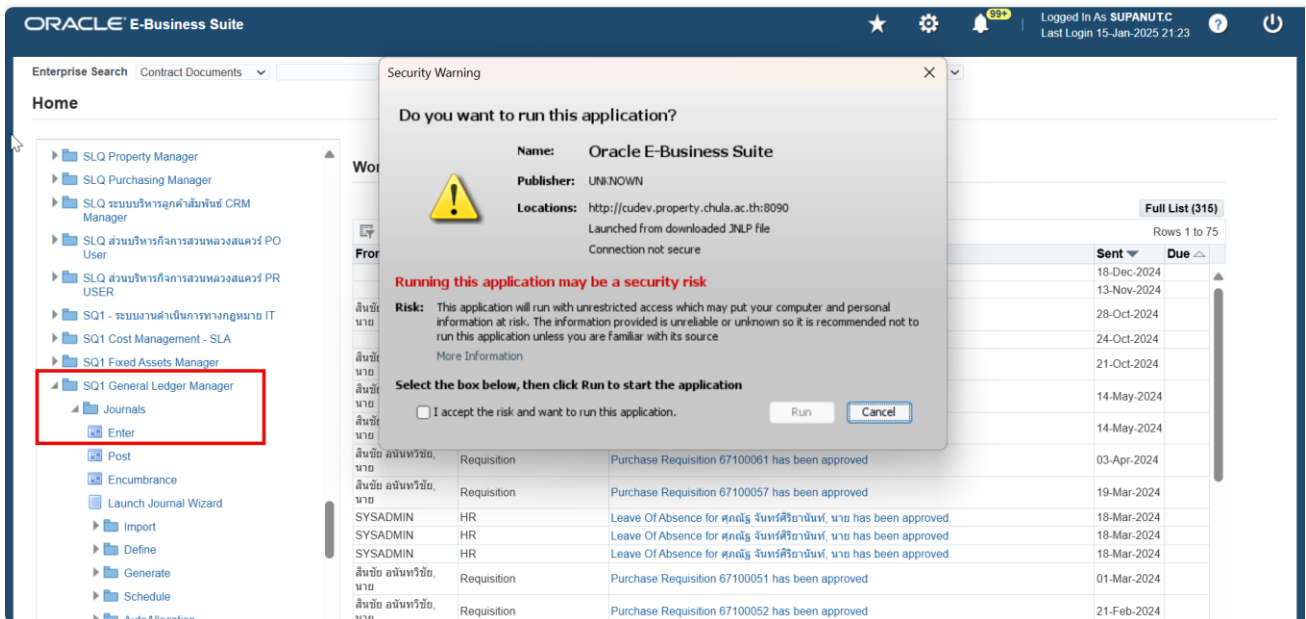 ORACLE E-Business Suite
99+
Logged In As SUPANUT.C
Last Login 15-Jan-2025 21:23
?
Enterprise Search Contract Documents
Home
SLQ Property Manager
SLQ Purchasing Manager
SLQ ระบบบริหารลูกค้าสัมพันธ์ CRM
Manager
SLQ ส่วนบริหารกิจการสวนหลวงสแควร์ PO
User
SLQ ส่วนบริหารกิจการสวนหลวงสแควร์ PR
USER
SQ1 - ระบบงานดำเนินการทางกฎหมาย IT
SQ1 Cost Management - SLA
SQ1 Fixed Assets Manager
SQ1 General Ledger Manager
Journals
Enter
Post
Encumbrance
Launch Journal Wizard
Import
Define
Generate
Schedule
AutoAllocation
Security Warning
Do you want to run this application?
Name: Oracle E-Business Suite
Publisher: UNKNOWN
Locations: http://cudev.property.chula.ac.th:8090
Launched from downloaded JNLP file
Connection not secure
Running this application may be a security risk
Risk: This application will run with unrestricted access which may put your computer and personal
information at risk. The information provided is unreliable or unknown so it is recommended not to
run this application unless you are familiar with its source
More Information
Select the box below, then click Run to start the application
I accept the risk and want to run this application. Run Cancel
Full List (315)
Rows 1 to 75
Sent Due
18-Dec-2024
13-Nov-2024
28-Oct-2024
24-Oct-2024
21-Oct-2024
14-May-2024
14-May-2024
สินชัย อนันทวิชัย,
นาย Requisition Purchase Requisition 67100061 has been approved 03-Apr-2024
สินชัย อนันทวิชัย,
นาย Requisition Purchase Requisition 67100057 has been approved 19-Mar-2024
SYSADMIN HR Leave Of Absence for ศุภณัฐ จันทร์ศิริยานันท์, นาย has been approved. 18-Mar-2024
SYSADMIN HR Leave Of Absence for ศุภณัฐ จันทร์ศิริยานันท์, นาย has been approved. 18-Mar-2024
SYSADMIN HR Leave Of Absence for ศุภณัฐ จันทร์ศิริยานันท์, นาย has been approved. 18-Mar-2024
สินชัย อนันทวิชัย,
นาย Requisition Purchase Requisition 67100051 has been approved 01-Mar-2024
สินชัย อนันทวิชัย,
นาย Requisition Purchase Requisition 67100052 has been approved 21-Feb-2024